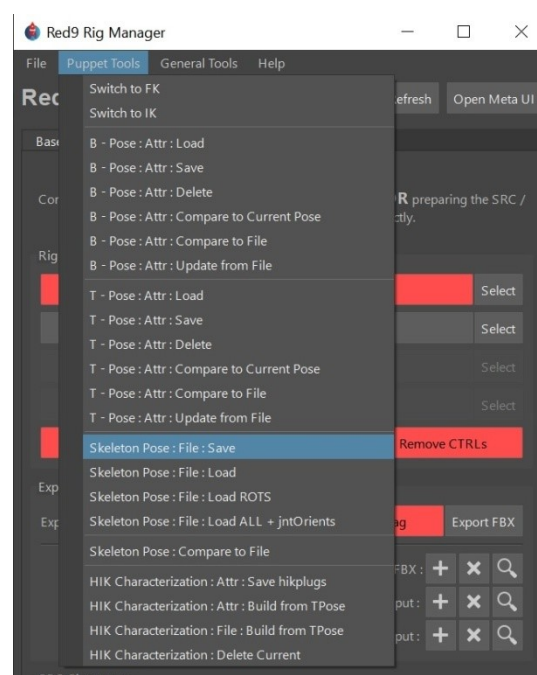 Red9 Rig Manager
File Puppet Tools General Tools Help
Switch to FK
Switch to IK
B - Pose : Attr : Load
B - Pose : Attr : Save
B - Pose : Attr : Delete
B - Pose : Attr : Compare to Current Pose
B - Pose : Attr : Compare to File
B - Pose : Attr : Update from File
T - Pose : Attr : Load
T - Pose : Attr : Save
T - Pose : Attr : Delete
T - Pose : Attr : Compare to Current Pose
T - Pose : Attr : Compare to File
T - Pose : Attr : Update from File
Skeleton Pose : File : Save
Skeleton Pose : File : Load
Skeleton Pose : File : Load ROTS
Skeleton Pose : File : Load ALL + jntOrients
Skeleton Pose : Compare to File
HIK Characterization : Attr : Save hikplugs
HIK Characterization : Attr : Build from TPose
HIK Characterization : File : Build from TPose
HIK Characterization : Delete Current
Open Meta UI
preparing the SRC /
Rig
Select
Select
Select
Select
Remove CTRLs
Export FBX
FBX :